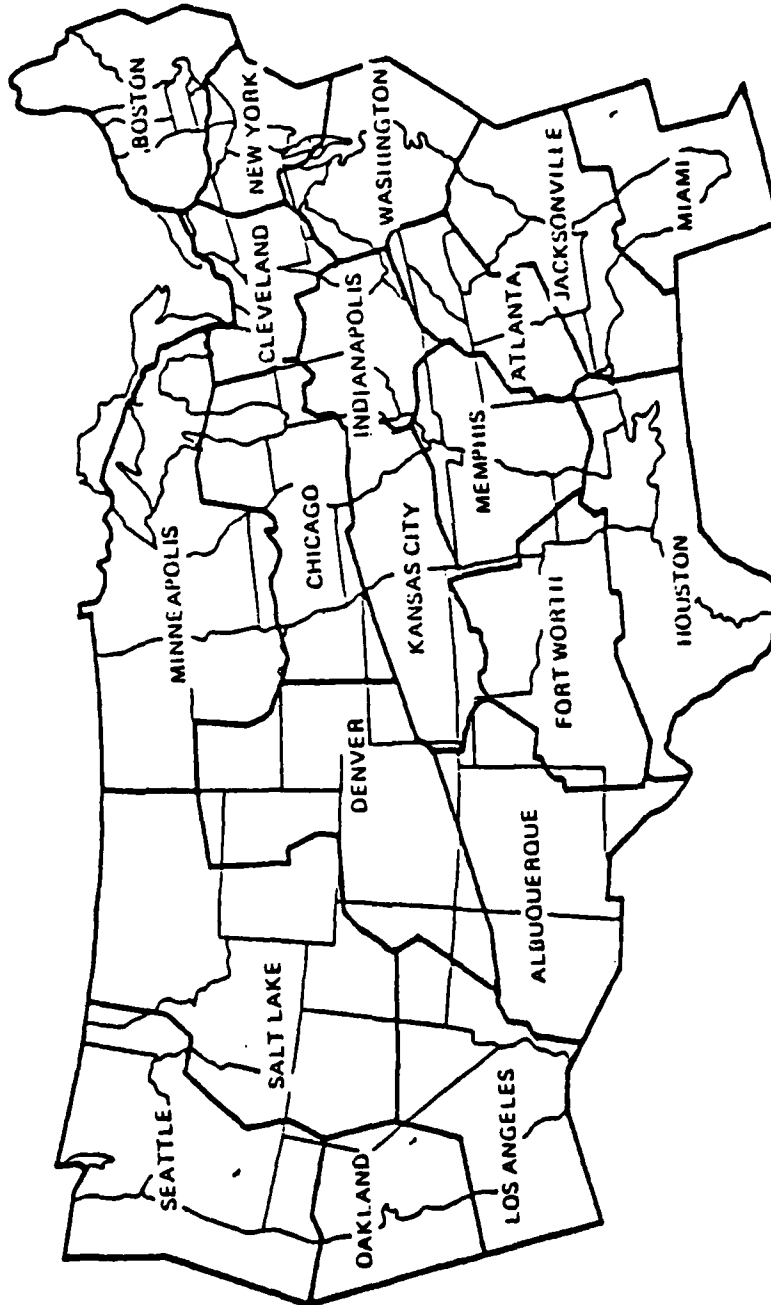 SEATTLE
OAKLAND
LOS ANGELES
SALT LAKE
ALBUQUERQUE
DENVER
MINNEAPOLIS
CHICAGO
KANSAS CITY
FORT WORTH
HOUSTON
MEMPHIS
INDIANAPOLIS
CLEVELAND
ATLANTA
JACKSONVILLE
MIAMI
WASHINGTON
NEW YORK
BOSTON